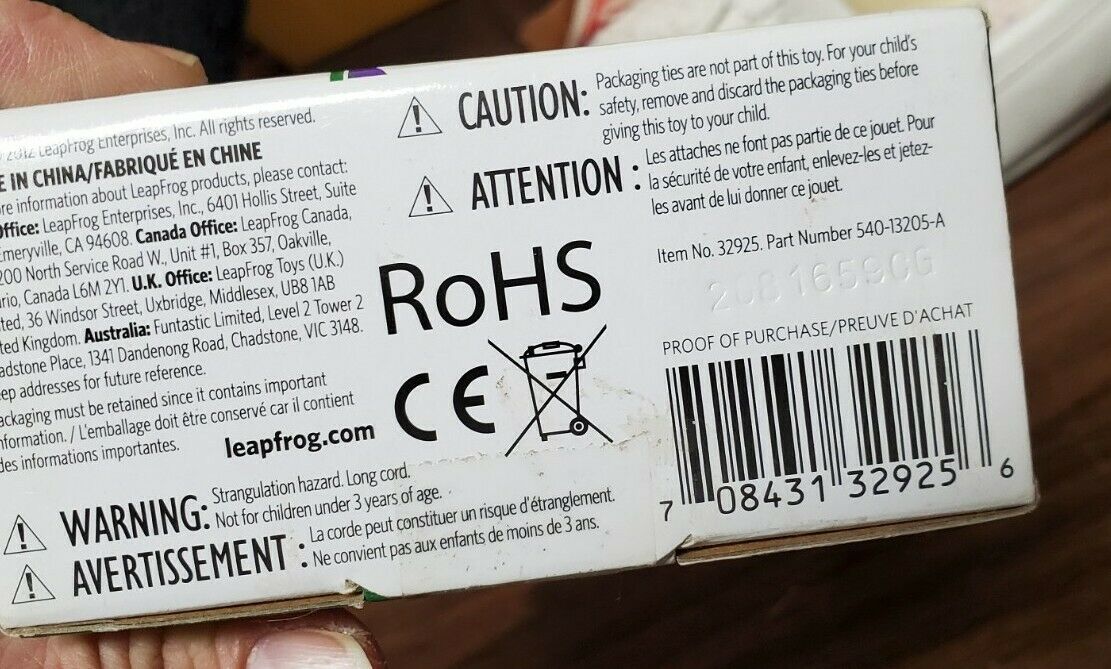 2012 LeapFrog Enterprises, Inc. All rights reserved.
E IN CHINA/FABRIQUÉ EN CHINE
re information about LeapFrog products, please contact:
ffice: LeapFrog Enterprises, Inc., 6401 Hollis Street, Suite
Emeryville, CA 94608. Canada Office: LeapFrog Canada,
200 North Service Road W., Unit #1, Box 357, Oakville,
rio, Canada L6M 2Y1. U.K. Office: LeapFrog Toys (U.K.)
ted, 36 Windsor Street, Uxbridge, Middlesex, UB8 1AB
ted Kingdom. Australia: Funtastic Limited, Level 2 Tower 2
adstone Place, 1341 Dandenong Road, Chadstone, VIC 3148.
ep addresses for future reference.
ackaging must be retained since it contains important
nformation. / L'emballage doit être conservé car il contient
des informations importantes.
leapfrog.com
CAUTION: Packaging ties are not part of this toy. For your child's
safety, remove and discard the packaging ties before
giving this toy to your child.
ATTENTION : Les attaches ne font pas partie de ce jouet. Pour
la sécurité de votre enfant, enlevez-les et jetez-
les avant de lui donner ce jouet.
RoHS
CE
Item No. 32925. Part Number 540-13205-A
2081659CG
PROOF OF PURCHASE/PREUVE D'ACHAT
7 08431 32925 6
WARNING: Strangulation hazard. Long cord.
Not for children under 3 years of age.
AVERTISSEMENT : La corde peut constituer un risque d'étranglement.
Ne convient pas aux enfants de moins de 3 ans.